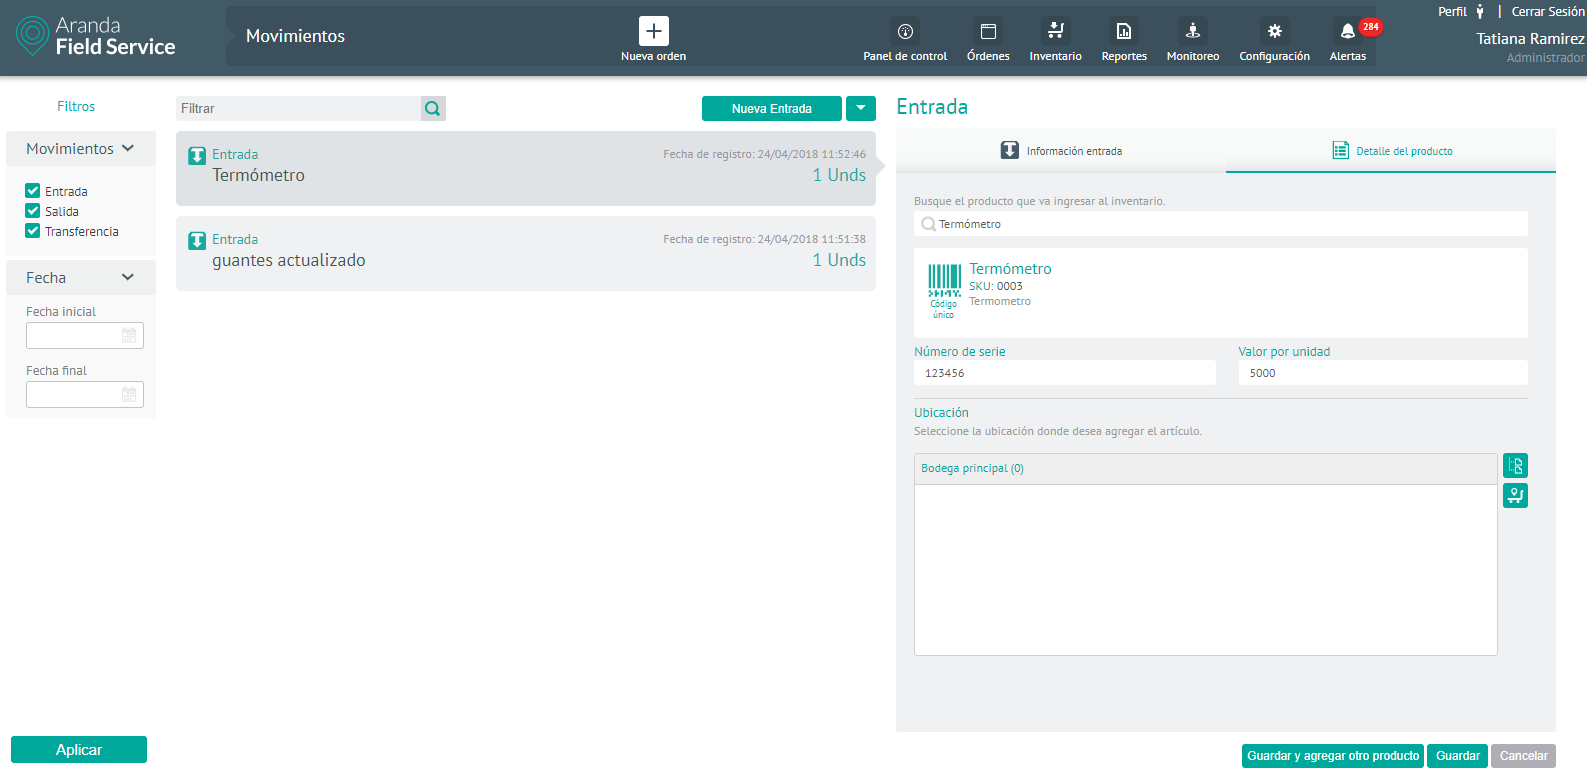 Aranda
Field Service
Movimientos
Nueva orden
Panel de control
Órdenes
Inventario
Reportes
Monitoreo
Configuración
284
Alertas
Perfil | Cerrar Sesión
Tatiana Ramirez
Administrador
Filtros
Movimientos
Entrada
Salida
Transferencia
Fecha
Fecha inicial
Fecha final
Aplicar
Filtrar
Nueva Entrada
Entrada
Fecha de registro: 24/04/2018 11:52:46
Termómetro
1 Unds
Entrada
Fecha de registro: 24/04/2018 11:51:38
guantes actualizado
1 Unds
Entrada
Información entrada
Detalle del producto
Busque el producto que va ingresar al inventario.
Termómetro
Código
único
Termómetro
SKU: 0003
Termometro
Número de serie
Valor por unidad
123456
5000
Ubicación
Seleccione la ubicación donde desea agregar el artículo.
Bodega principal (0)
Guardar y agregar otro producto
Guardar
Cancelar